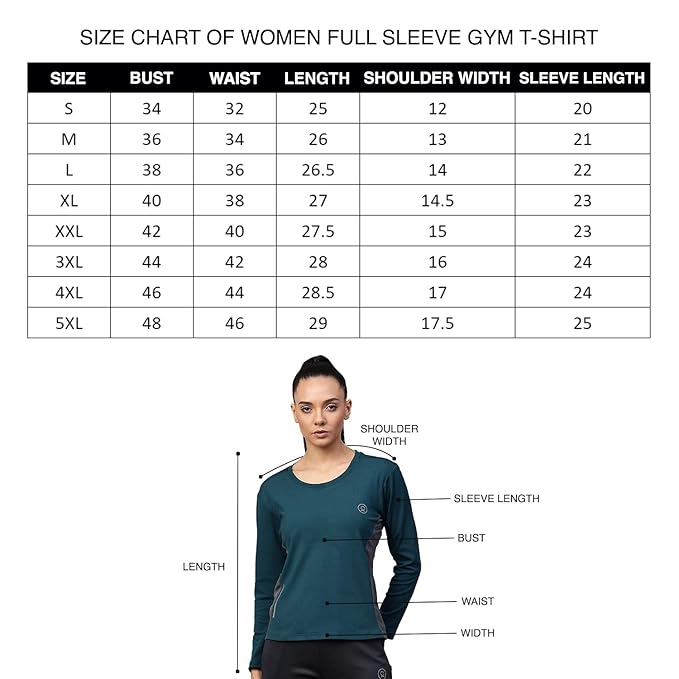 SIZE CHART OF WOMEN FULL SLEEVE GYM T-SHIRT
SIZE BUST WAIST LENGTH SHOULDER WIDTH SLEEVE LENGTH
S 34 32 25 12 20
M 36 34 26 13 21
L 38 36 26.5 14 22
XL 40 38 27 14.5 23
XXL 42 40 27.5 15 23
3XL 44 42 28 16 24
4XL 46 44 28.5 17 24
5XL 48 46 29 17.5 25
SHOULDER
WIDTH
SLEEVE LENGTH
BUST
LENGTH
WAIST
WIDTH